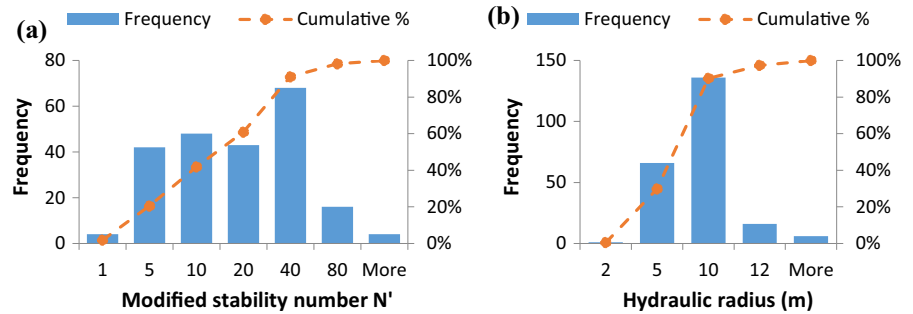 (a)
Frequency Cumulative %
80 100%
80%
60
60%
40
40%
20
20%
0 0%
Frequency
1 5 10 20 40 80 More
Modified stability number N'
(b)
Frequency Cumulative %
150 100%
80%
100
60%
40%
50
20%
0 0%
Frequency
2 5 10 12 More
Hydraulic radius (m)